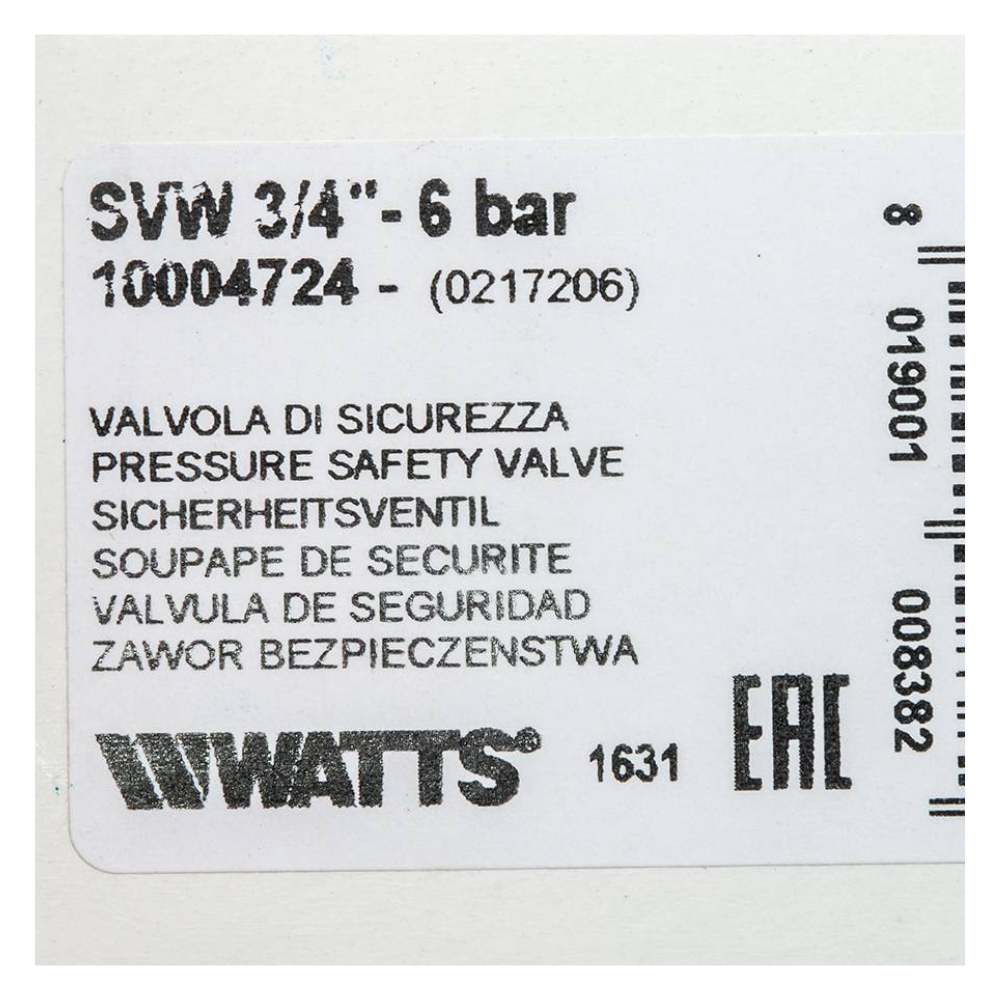 SVW 3/4"- 6 bar
10004724 - (0217206)
VALVOLA DI SICUREZZA
PRESSURE SAFETY VALVE
SICHERHEITSVENTIL
SOUPAPE DE SECURITE
VALVULA DE SEGURIDAD
ZAWOR BEZPIECZENSTWA
WATTS®
1631
EAC
8 019001 008382